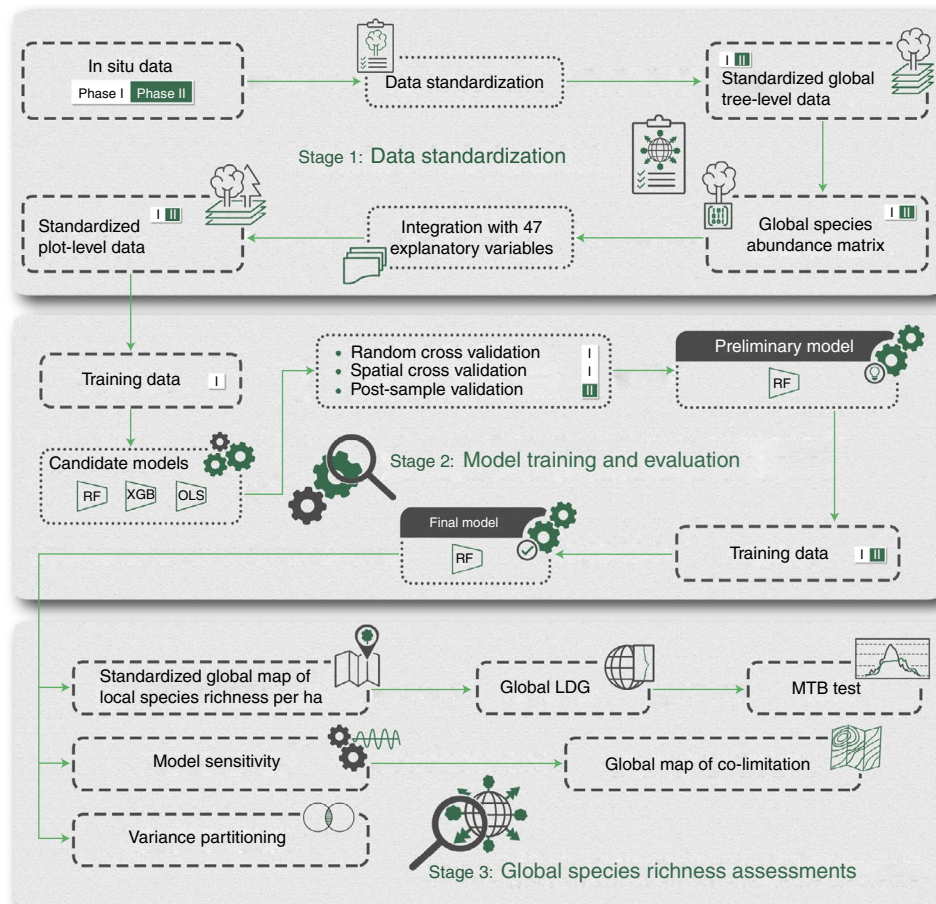 In situ data
Phase I Phase II
Data standardization
I II
Standardized global
tree-level data
Stage 1: Data standardization
Standardized
plot-level data
I II
Integration with 47
explanatory variables
Global species
abundance matrix
I II
Training data I
• Random cross validation I
• Spatial cross validation I
• Post-sample validation II
Preliminary model
RF
Candidate models
RF XGB OLS
Stage 2: Model training and evaluation
Final model
RF
Training data I II
Standardized global map of
local species richness per ha
Global LDG
MTB test
Model sensitivity
Global map of co-limitation
Variance partitioning
Stage 3: Global species richness assessments